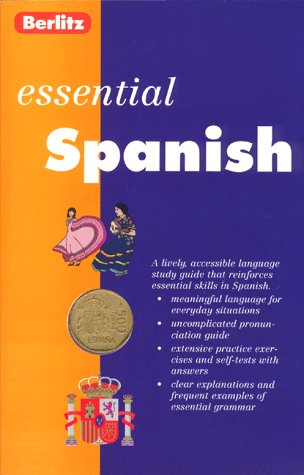 Berlitz
essential
Spanish
A lively, accessible language
study guide that reinforces
essential skills in Spanish.
• meaningful language for
everyday situations
• uncomplicated pronun-
ciation guide
• extensive practice exer-
cises and self-tests with
answers
• clear explanations and
frequent examples of
essential grammar
500
ESPAÑA